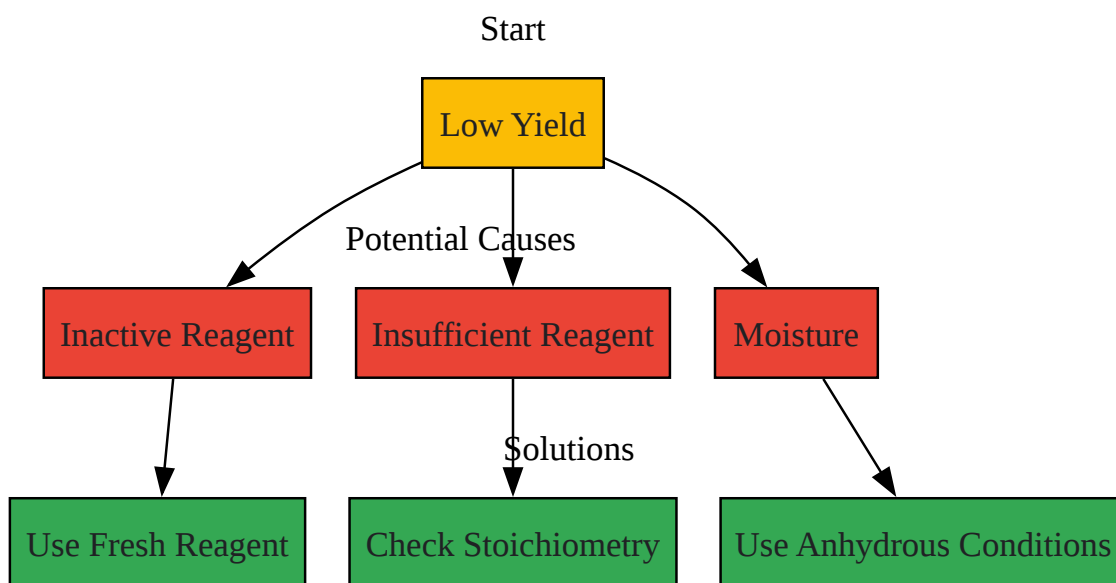 Start
Low Yield
Potential Causes
Inactive Reagent
Insufficient Reagent
Moisture
Solutions
Use Fresh Reagent
Check Stoichiometry
Use Anhydrous Conditions